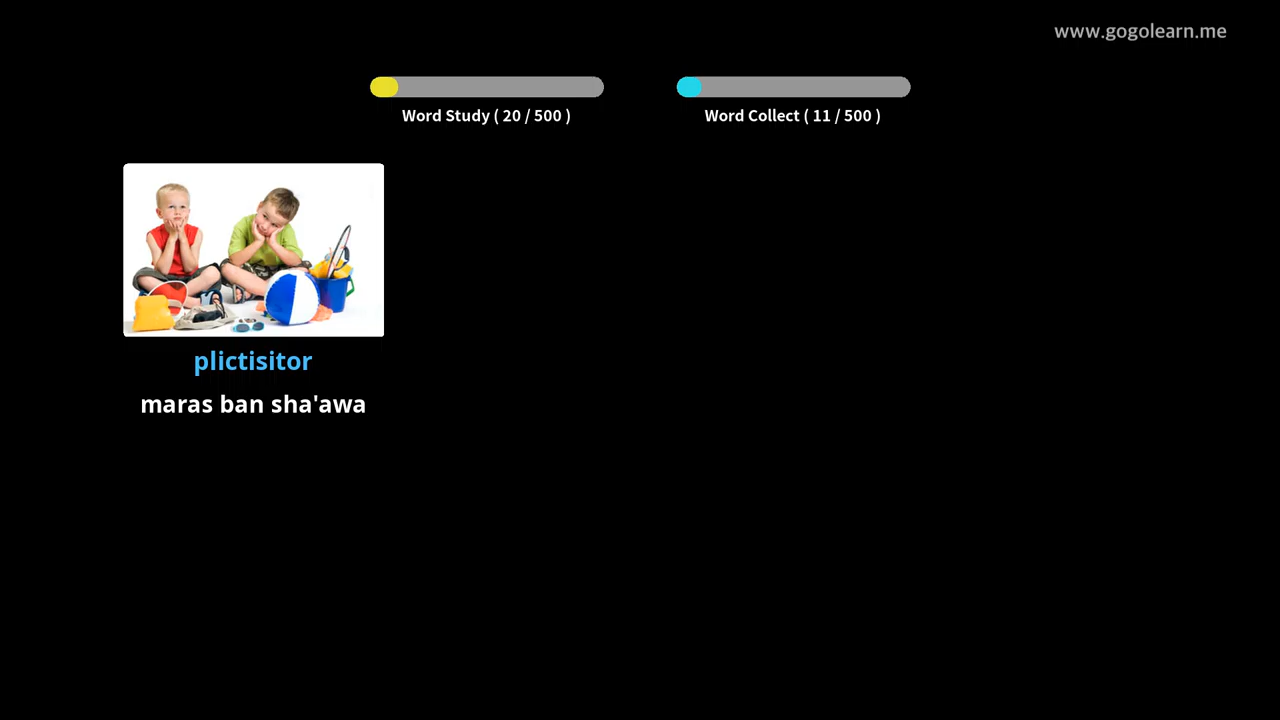 www.gogolearn.me
Word Study ( 20 / 500 )
Word Collect ( 11 / 500 )
plictisitor
maras ban sha'awa